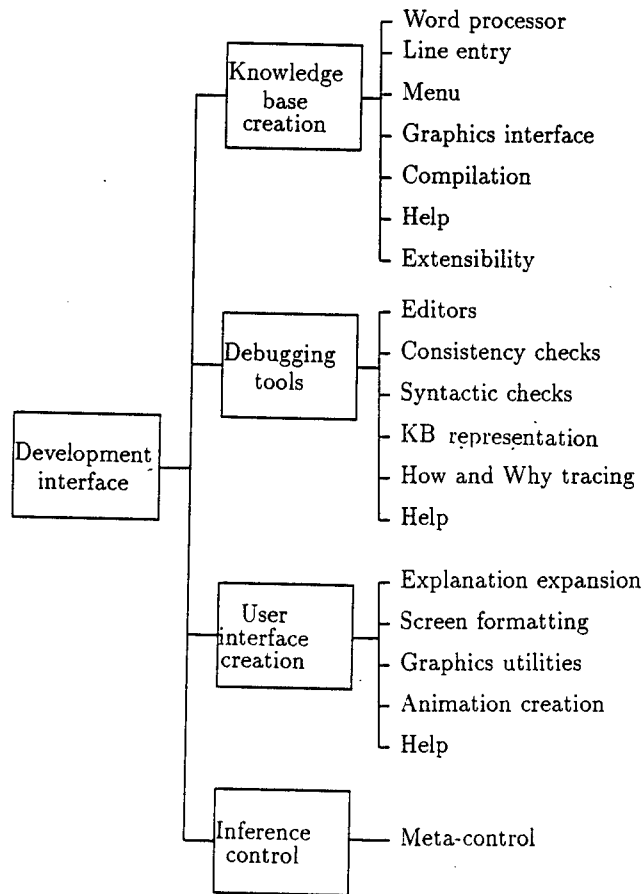 Word processor
Line entry
Knowledge
base
creation
Menu
Graphics interface
Compilation
Help
Extensibility
Editors
Debugging
tools
Consistency checks
Syntactic checks
KB representation
How and Why tracing
Help
Development
interface
Explanation expansion
User
interface
creation
Screen formatting
Graphics utilities
Animation creation
Help
Inference
control
Meta-control